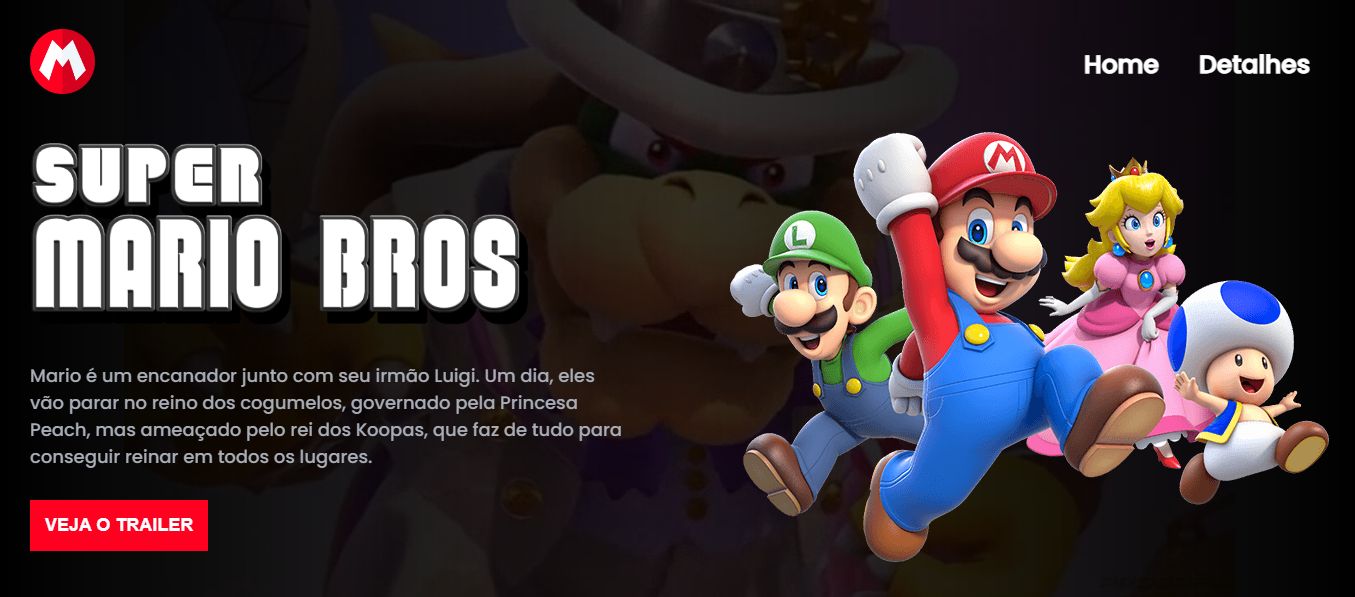 M
Home Detalhes
SUPER
MARIO BROS
M
L
Mario é um encanador junto com seu irmão Luigi. Um dia, eles
vão parar no reino dos cogumelos, governado pela Princesa
Peach, mas ameaçado pelo rei dos Koopas, que faz de tudo para
conseguir reinar em todos os lugares.
VEJA O TRAILER